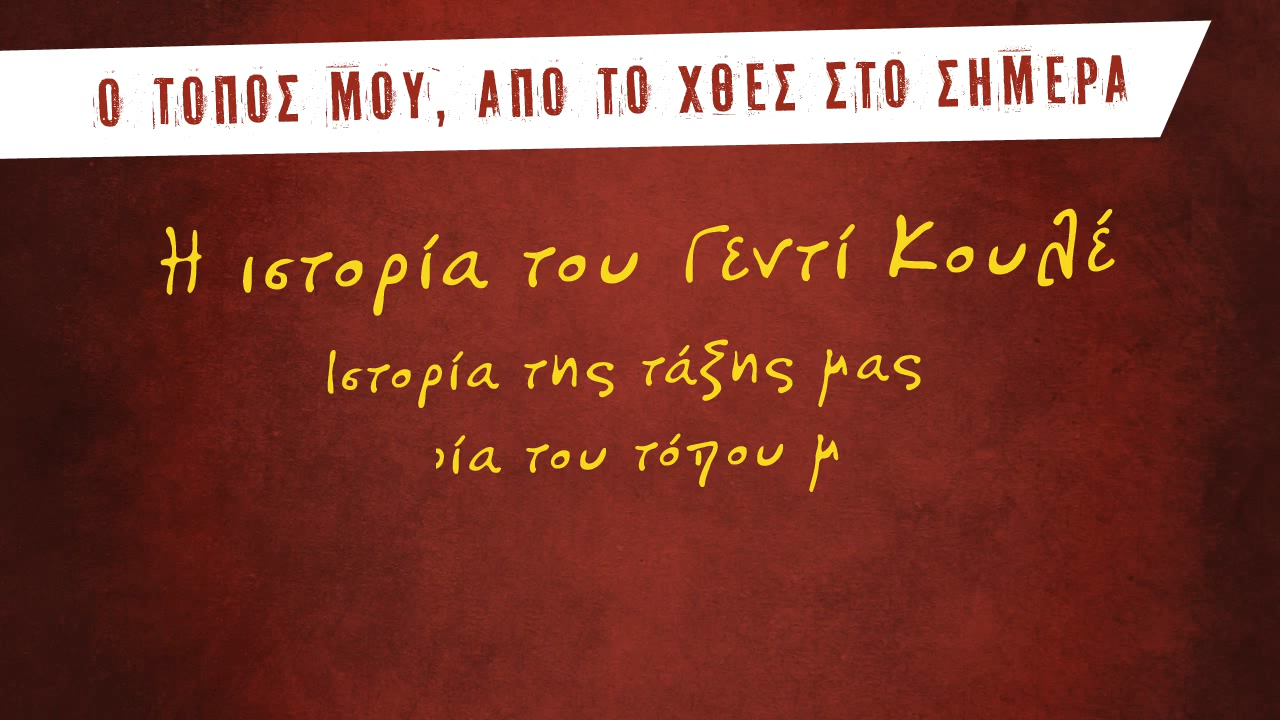 Ο ΤΟΠΟΣ ΜΟΥ, ΑΠΟ ΤΟ ΧΘΕΣ ΣΤΟ ΣΗΜΕΡΑ
Η ιστορία του Γεντί Κουλέ
Ιστορία της τάξης μας
ία του τόπου μ